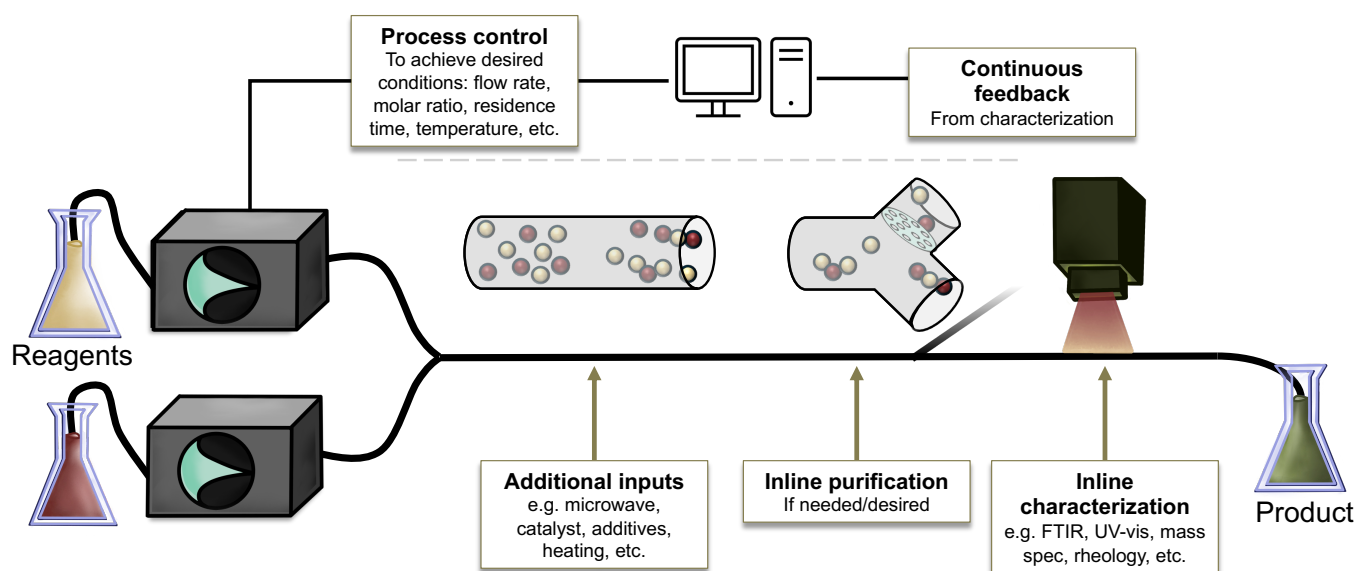 Process control
To achieve desired
conditions: flow rate,
molar ratio, residence
time, temperature, etc.
Continuous
feedback
From characterization
Reagents
Additional inputs
e.g. microwave,
catalyst, additives,
heating, etc.
Inline purification
If needed/desired
Inline
characterization
e.g. FTIR, UV-vis, mass
spec, rheology, etc.
Product